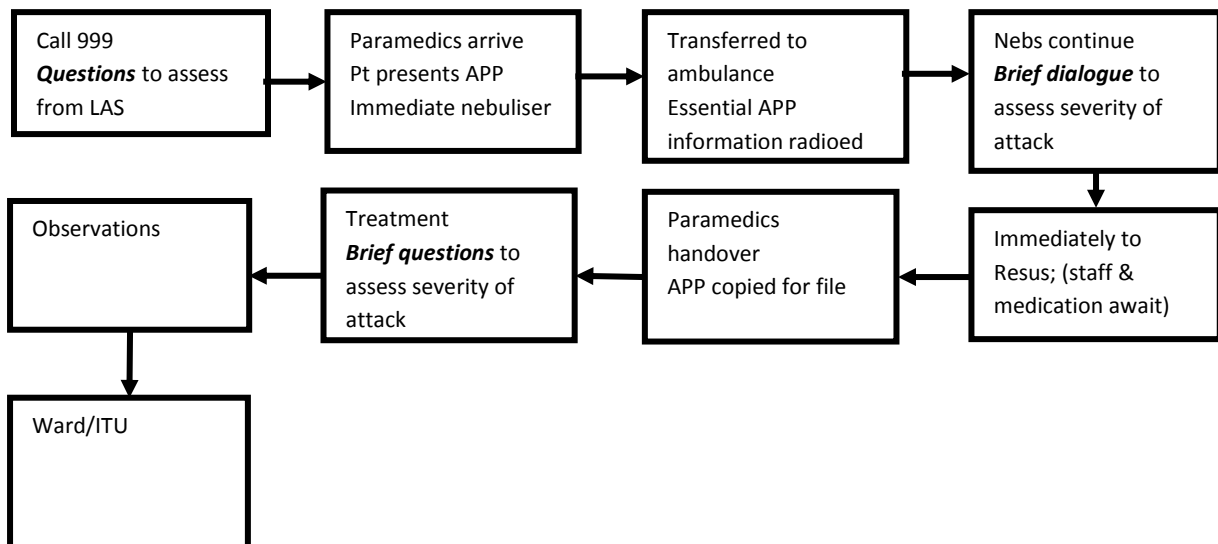 Call 999
Questions to assess
from LAS
Paramedics arrive
Pt presents APP
Immediate nebuliser
Transferred to
ambulance
Essential APP
information radioed
Nebs continue
Brief dialogue to
assess severity of
attack
Immediately to
Resus; (staff &
medication await)
Paramedics
handover
APP copied for file
Treatment
Brief questions to
assess severity of
attack
Observations
Ward/ITU